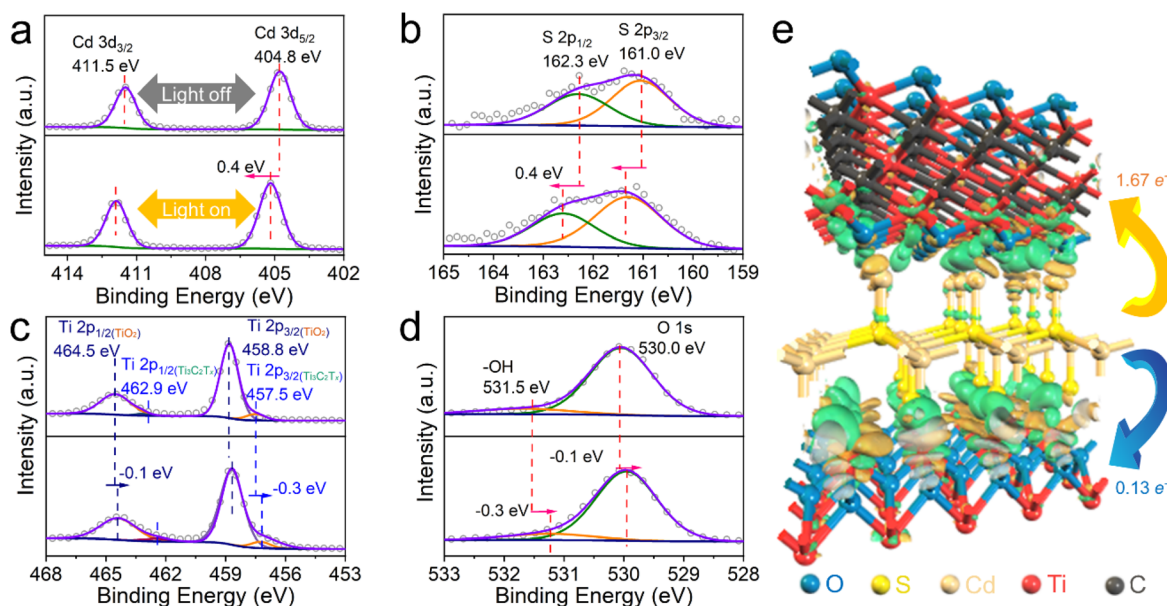 a
Cd 3d3/2
411.5 eV
Cd 3d5/2
404.8 eV
Light off
0.4 eV
Light on
Intensity (a.u.)
414 411 408 405 402
Binding Energy (eV)
b
S 2p1/2
162.3 eV
S 2p3/2
161.0 eV
0.4 eV
Intensity (a.u.)
165 164 163 162 161 160 159
Binding Energy (eV)
c
Ti 2p1/2(TiO2)
464.5 eV
Ti 2p3/2(TiO2)
458.8 eV
Ti 2p1/2(Ti3C2Tx)
462.9 eV
Ti 2p3/2(Ti3C2Tx)
457.5 eV
-0.1 eV
-0.3 eV
Intensity (a.u.)
468 465 462 459 456 453
Binding Energy (eV)
d
O 1s
530.0 eV
-OH
531.5 eV
-0.1 eV
-0.3 eV
Intensity (a.u.)
533 532 531 530 529 528
Binding Energy (eV)
e
1.67 e-
0.13 e-
O S Cd Ti C